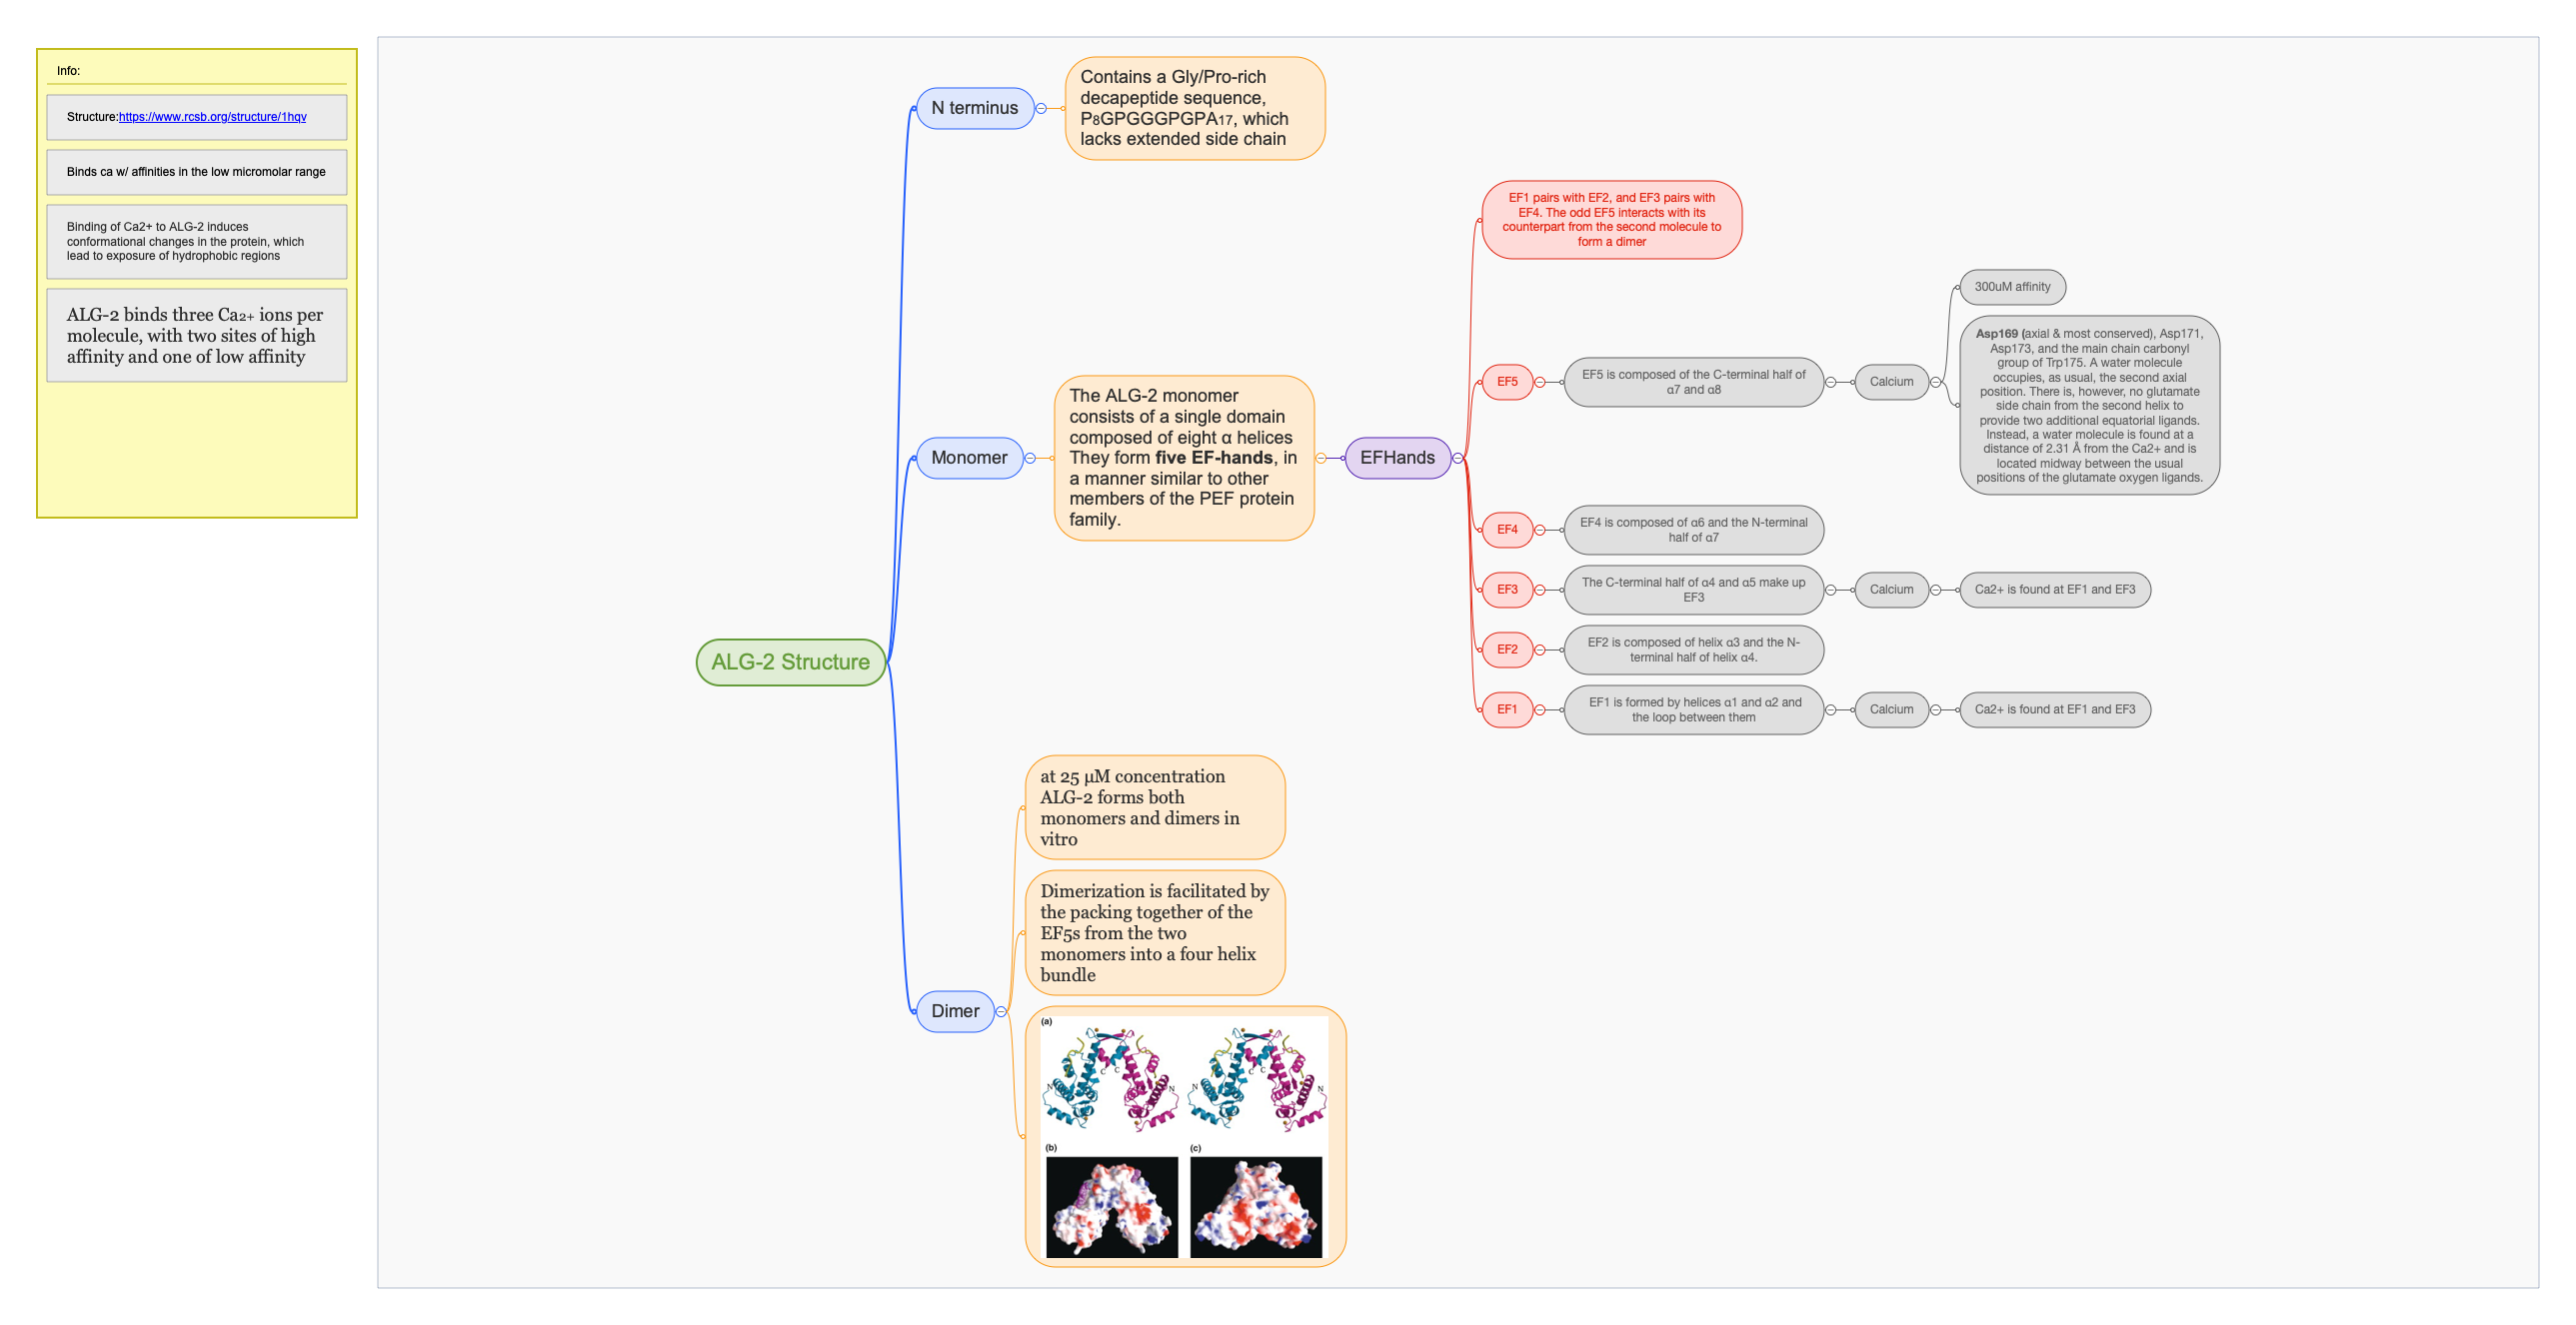 Info:
Structure:https://www.rcsb.org/structure/1hqv
Binds ca w/ affinities in the low micromolar range
Binding of Ca2+ to ALG-2 induces
conformational changes in the protein, which
lead to exposure of hydrophobic regions
ALG-2 binds three Ca2+ ions per
molecule, with two sites of high
affinity and one of low affinity
ALG-2 Structure
N terminus
Contains a Gly/Pro-rich
decapeptide sequence,
P8GPGGGPGPA17, which
lacks extended side chain
Monomer
The ALG-2 monomer
consists of a single domain
composed of eight α helices
They form five EF-hands, in
a manner similar to other
members of the PEF protein
family.
EFHands
EF1 pairs with EF2, and EF3 pairs with
EF4. The odd EF5 interacts with its
counterpart from the second molecule to
form a dimer
EF5
EF5 is composed of the C-terminal half of
α7 and α8
Calcium
300uM affinity
Asp169 (axial & most conserved), Asp171,
Asp173, and the main chain carbonyl
group of Trp175. A water molecule
occupies, as usual, the second axial
position. There is, however, no glutamate
side chain from the second helix to
provide two additional equatorial ligands.
Instead, a water molecule is found at a
distance of 2.31 Å from the Ca2+ and is
located midway between the usual
positions of the glutamate oxygen ligands.
EF4
EF4 is composed of α6 and the N-terminal
half of α7
EF3
The C-terminal half of α4 and α5 make up
EF3
Calcium
Ca2+ is found at EF1 and EF3
EF2
EF2 is composed of helix α3 and the N-
terminal half of helix α4.
EF1
EF1 is formed by helices α1 and α2 and
the loop between them
Calcium
Ca2+ is found at EF1 and EF3
Dimer
at 25 μM concentration
ALG-2 forms both
monomers and dimers in
vitro
Dimerization is facilitated by
the packing together of the
EF5s from the two
monomers into a four helix
bundle
(a)
C C
N N
C C
N N
(b) (c)